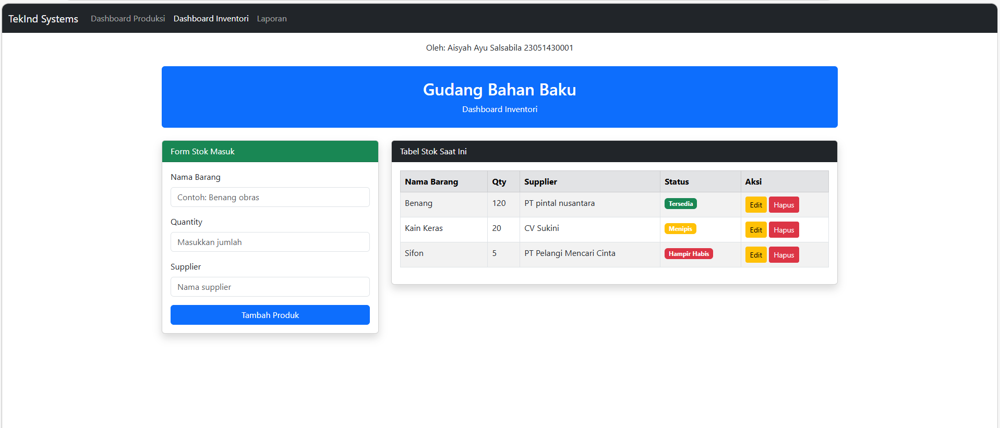 TekInd Systems Dashboard Produksi Dashboard Inventori Laporan
Oleh: Aisyah Ayu Salsabila 23051430001
Gudang Bahan Baku
Dashboard Inventori
Form Stok Masuk
Nama Barang
Contoh: Benang obras
Quantity
Masukkan jumlah
Supplier
Nama supplier
Tambah Produk
Tabel Stok Saat Ini
Nama Barang Qty Supplier Status Aksi
Benang 120 PT pintal nusantara Tersedia Edit Hapus
Kain Keras 20 CV Sukini Menipis Edit Hapus
Sifon 5 PT Pelangi Mencari Cinta Hampir Habis Edit Hapus